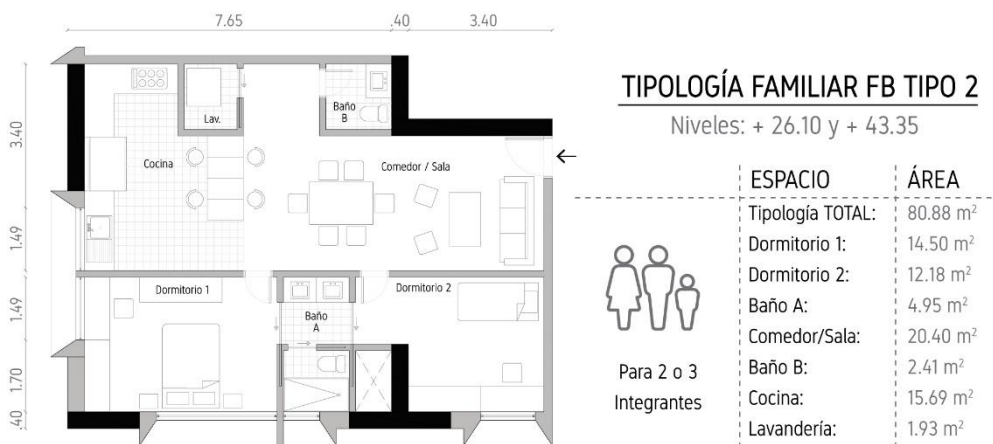 7.65
.40
3.40
3.40
1.49
1.49
1.70
.40
Lav.
Baño
B
Cocina
Comedor / Sala
Dormitorio 1
Baño
A
Dormitorio 2
TIPOLOGÍA FAMILIAR FB TIPO 2
Niveles: + 26.10 y + 43.35
Para 2 o 3
Integrantes
ESPACIO ÁREA
Tipología TOTAL: 80.88 m²
Dormitorio 1: 14.50 m²
Dormitorio 2: 12.18 m²
Baño A: 4.95 m²
Comedor/Sala: 20.40 m²
Baño B: 2.41 m²
Cocina: 15.69 m²
Lavandería: 1.93 m²